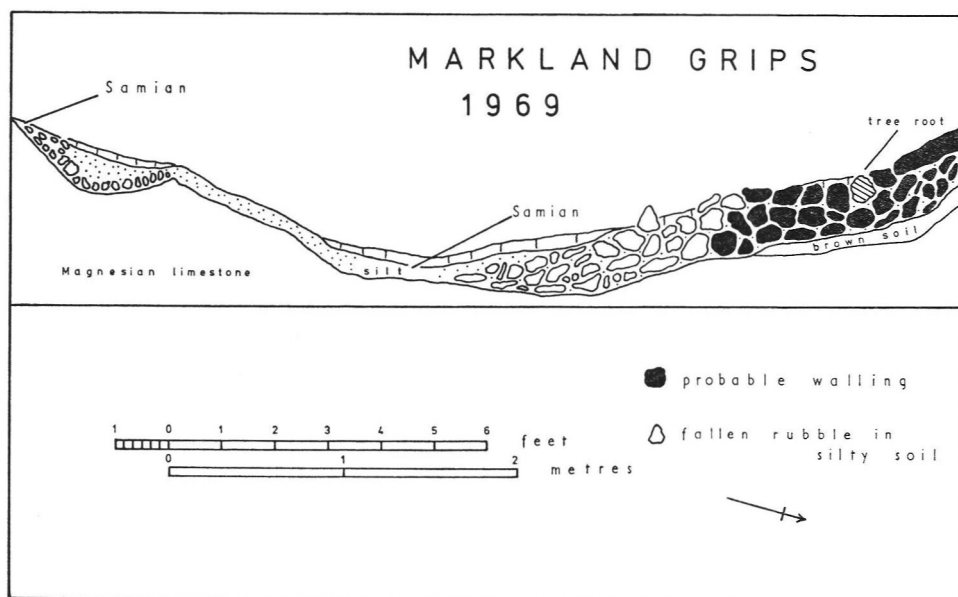 MARKLAND GRIPS
1969
Samian
tree root
Samian
brown soil
silt
Magnesian limestone
probable walling
fallen rubble in
silty soil
1 0 1 2 3 4 5 6
feet
0 1 2
metres